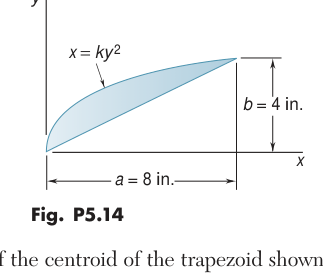 y
x = ky²
b = 4 in.
x
a = 8 in.
Fig. P5.14
f the centroid of the trapezoid shown